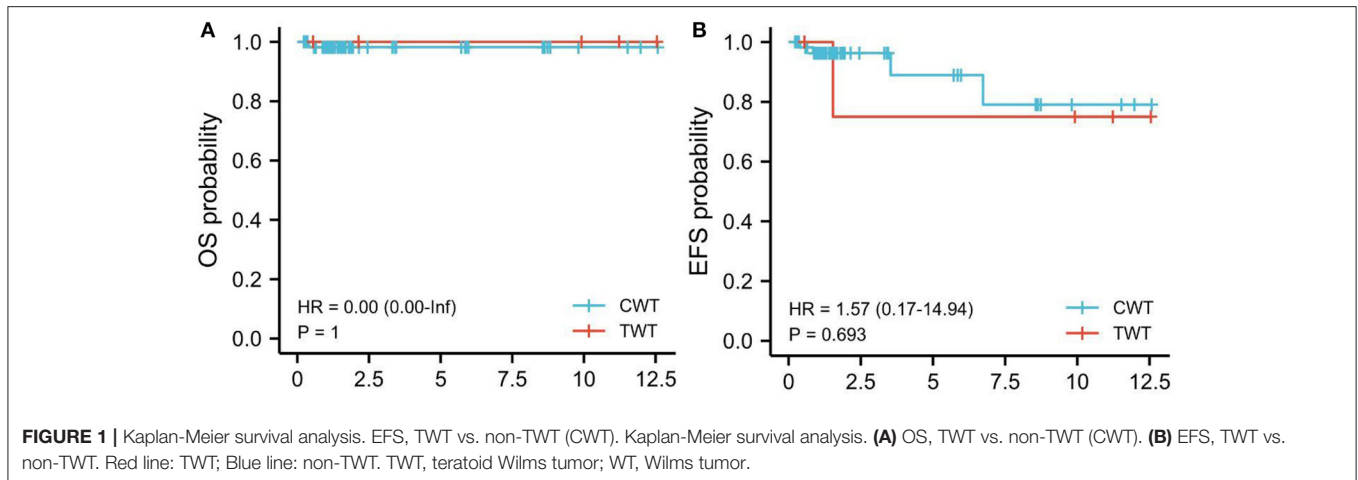 A
OS probability
1.0
0.8
0.6
0.4
0.2
0.0
HR = 0.00 (0.00-Inf)
P = 1
CWT
TWT
0 2.5 5 7.5 10 12.5
B
EFS probability
1.0
0.8
0.6
0.4
0.2
0.0
HR = 1.57 (0.17-14.94)
P = 0.693
CWT
TWT
0 2.5 5 7.5 10 12.5
FIGURE 1 | Kaplan-Meier survival analysis. EFS, TWT vs. non-TWT (CWT). Kaplan-Meier survival analysis. (A) OS, TWT vs. non-TWT (CWT). (B) EFS, TWT vs.
non-TWT. Red line: TWT; Blue line: non-TWT. TWT, teratoid Wilms tumor; WT, Wilms tumor.